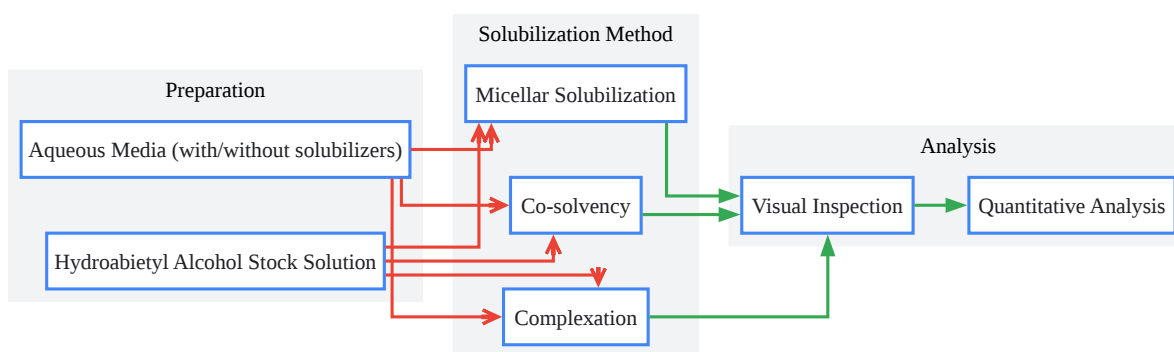 Preparation
Aqueous Media (with/without solubilizers)
Hydroabietyl Alcohol Stock Solution
Solubilization Method
Micellar Solubilization
Co-solvency
Complexation
Analysis
Visual Inspection
Quantitative Analysis